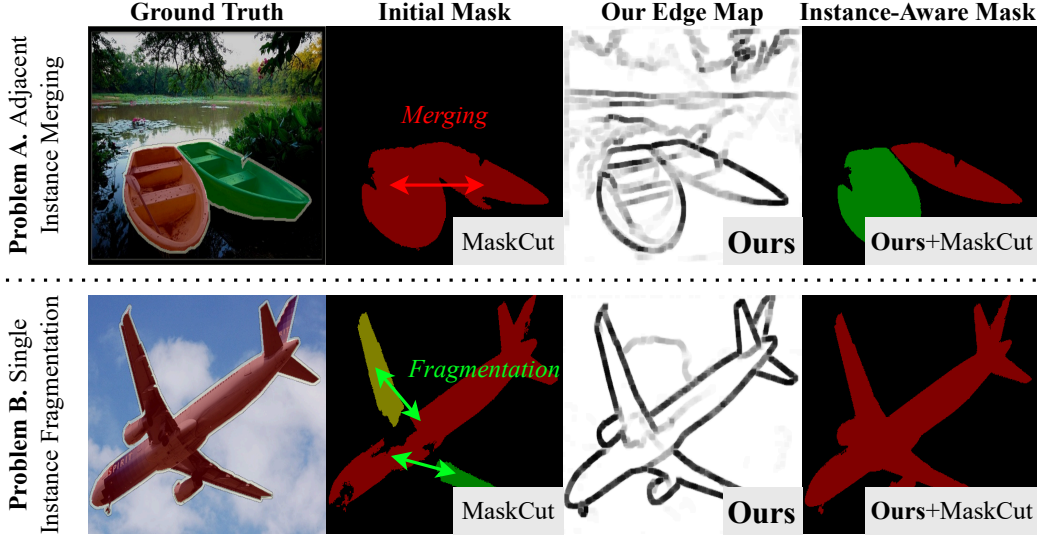 Ground Truth
Initial Mask
Our Edge Map
Instance-Aware Mask
Problem A. Adjacent
Instance Merging
Merging
MaskCut
Ours
Ours+MaskCut
Problem B. Single
Instance Fragmentation
Fragmentation
MaskCut
Ours
Ours+MaskCut